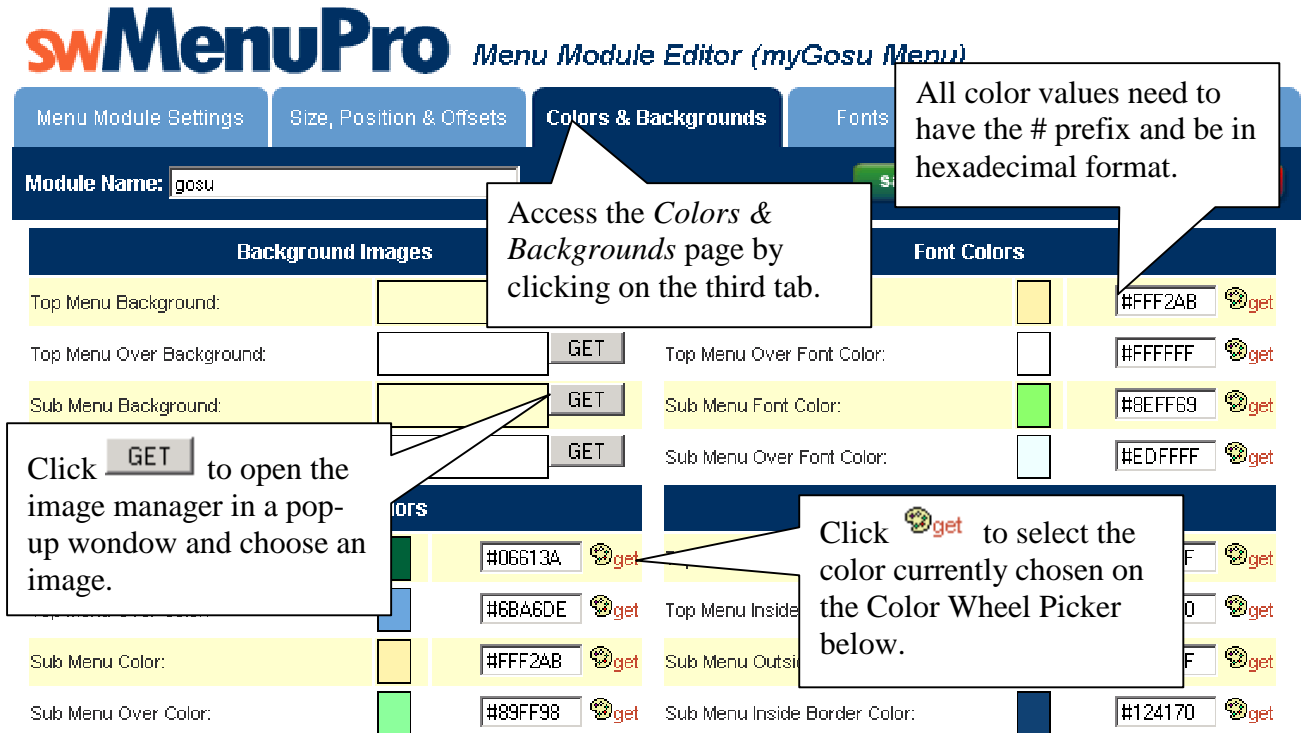 swMenuPro Menu Module Editor (myGosu Menu)
Menu Module Settings
Size, Position & Offsets
Colors & Backgrounds
Fonts
All color values need to
have the # prefix and be in
hexadecimal format.
Module Name: gosu
Access the Colors &
Backgrounds page by
clicking on the third tab.
Background Images
Font Colors
Top Menu Background:
#FFF2AB get
Top Menu Over Background: GET
Top Menu Over Font Color: #FFFFFF get
Sub Menu Background: GET
Sub Menu Font Color: #8EFF69 get
GET
Sub Menu Over Font Color: #EDFFFF get
Click GET to open the
image manager in a pop-
up wondow and choose an
image.
Click get to select the
color currently chosen on
the Color Wheel Picker
below.
#06613A get
F get
#6BA6DE get
Top Menu Inside
0 get
Sub Menu Color: #FFF2AB get
F get
Sub Menu Over Color: #89FF98 get
Sub Menu Inside Border Color: #124170 get